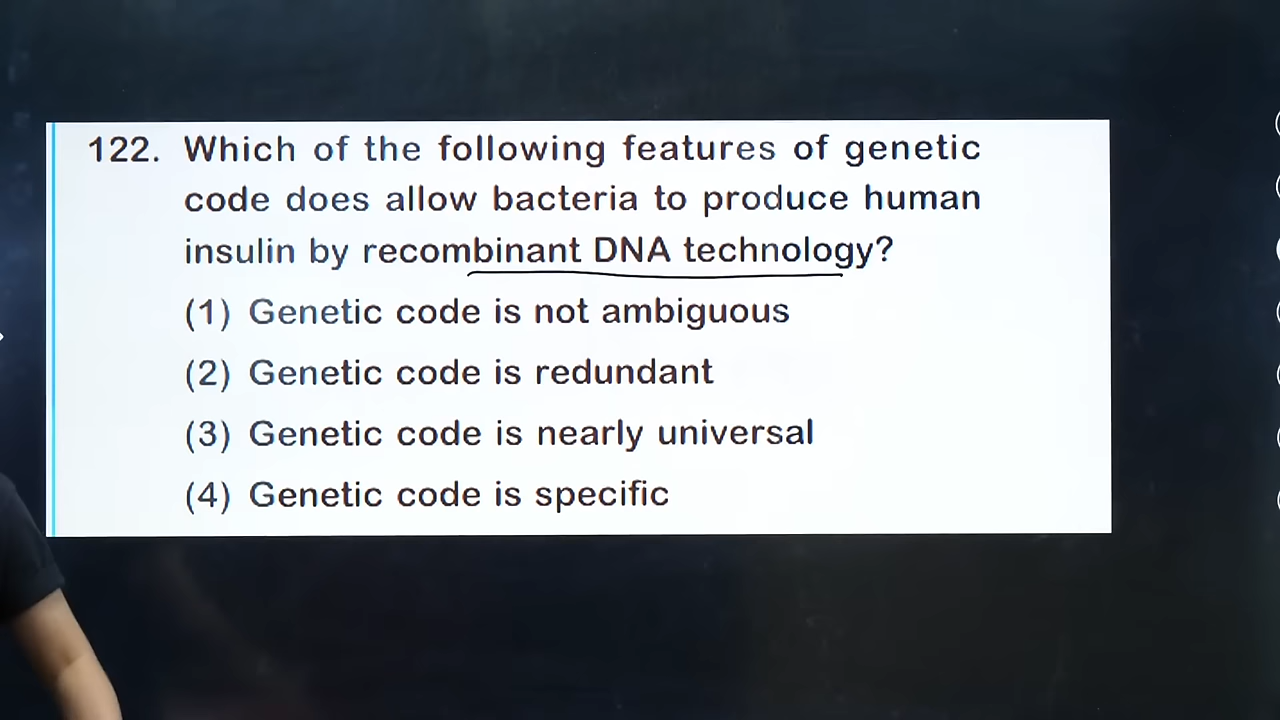 122. Which of the following features of genetic
code does allow bacteria to produce human
insulin by recombinant DNA technology?
(1) Genetic code is not ambiguous
(2) Genetic code is redundant
(3) Genetic code is nearly universal
(4) Genetic code is specific